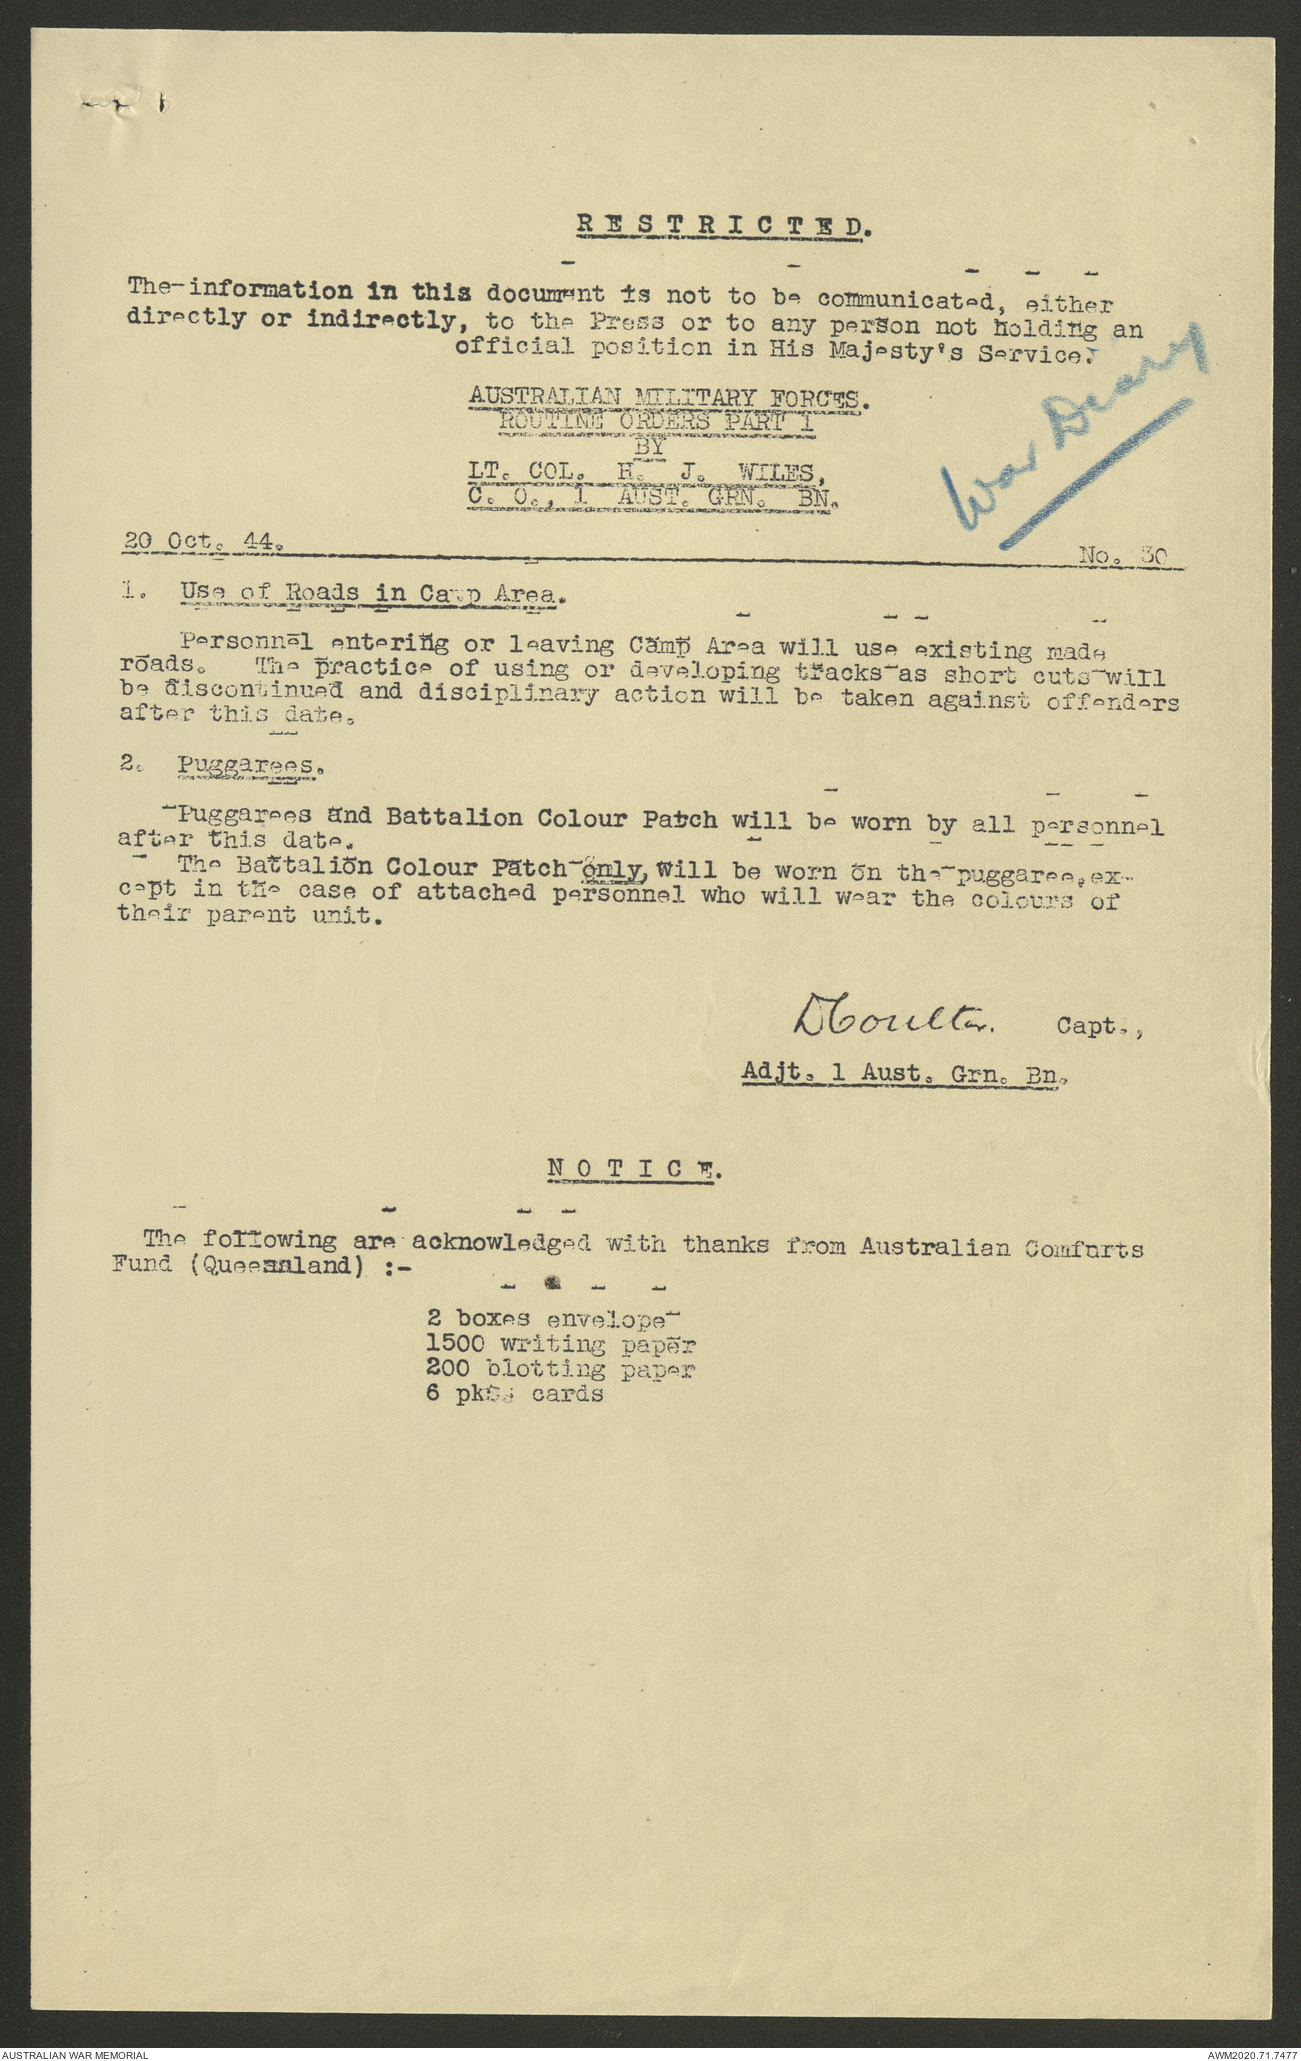 RESTRICTED.
The information in this document is not to be communicated, either
directly or indirectly, to the Press or to any person not holding an
official position in His Majesty's Service.
War Diary
AUSTRALIAN MILITARY FORCES.
ROUTINE ORDERS PART 1
BY
LT. COL. H. J. WILES,
C. O., 1 AUST. GRN. BN.
20 Oct. 44. No. 30
1. Use of Roads in Camp Area.
Personnel entering or leaving Camp Area will use existing made
roads. The practice of using or developing tracks as short cuts will
be discontinued and disciplinary action will be taken against offenders
after this date.
2. Puggarees.
Puggarees and Battalion Colour Patch will be worn by all personnel
after this date.
The Battalion Colour Patch only, will be worn on the puggaree, ex-
cept in the case of attached personnel who will wear the colours of
their parent unit.
DCoulter. Capt.,
Adjt. 1 Aust. Grn. Bn.
NOTICE.
The following are acknowledged with thanks from Australian Comfurts
Fund (Queensland) :-
2 boxes envelope
1500 writing paper
200 blotting paper
6 pkts cards
AUSTRALIAN WAR MEMORIAL AWM2020.71.7477